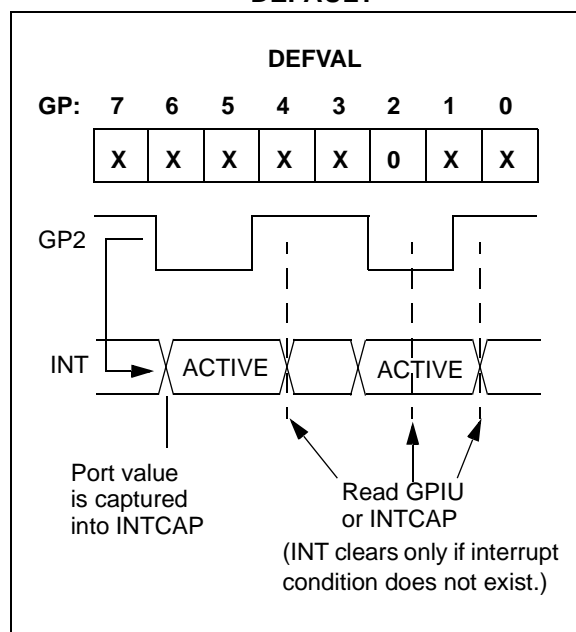 DEFAULT
DEFVAL
GP: 7 6 5 4 3 2 1 0
X X X X X 0 X X
GP2
INT ACTIVE ACTIVE
Port value
is captured
into INTCAP
Read GPIU
or INTCAP
(INT clears only if interrupt
condition does not exist.)